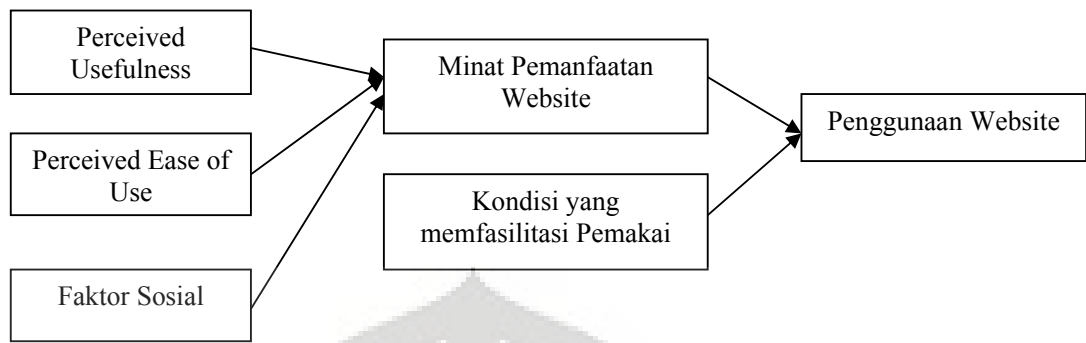 Perceived
Usefulness
Perceived Ease of
Use
Faktor Sosial
Minat Pemanfaatan
Website
Kondisi yang
memfasilitasi Pemakai
Penggunaan Website